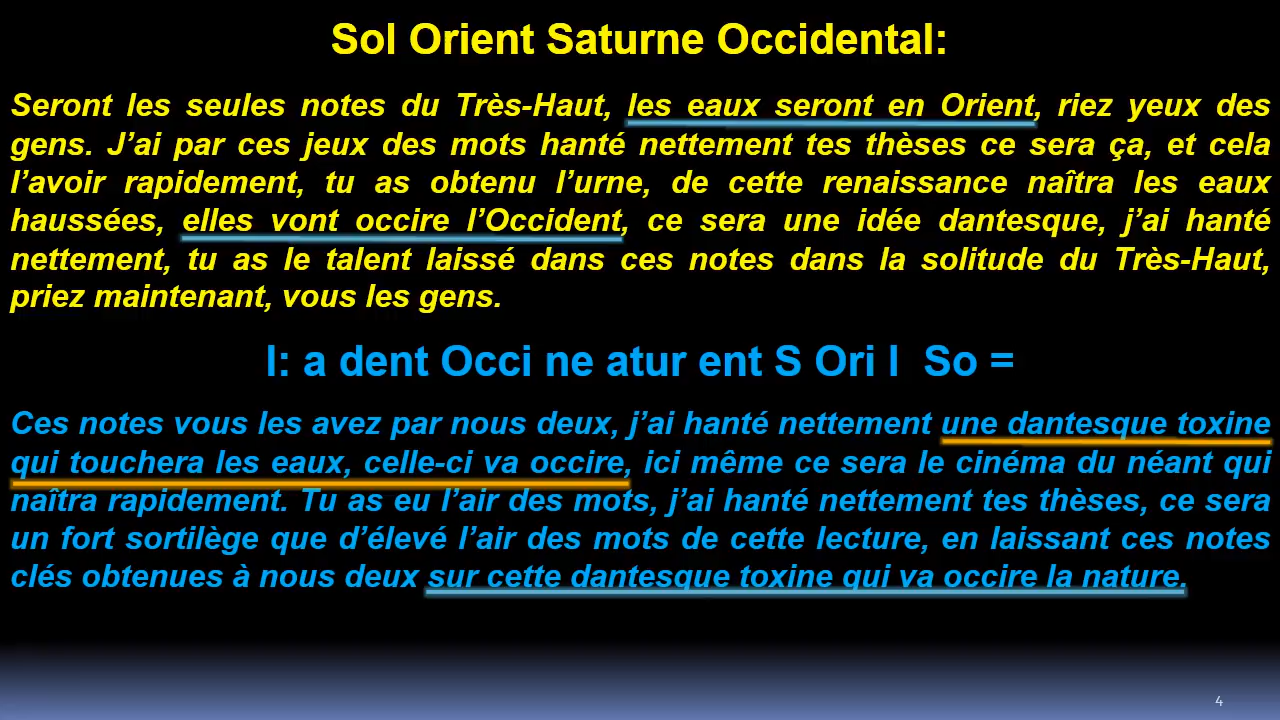 Sol Orient Saturne Occidental:
Seront les seules notes du Très-Haut, les eaux seront en Orient, riez yeux des
gens. J’ai par ces jeux des mots hanté nettement tes thèses ce sera ça, et cela
l’avoir rapidement, tu as obtenu l’urne, de cette renaissance naîtra les eaux
haussées, elles vont occire l’Occident, ce sera une idée dantesque, j’ai hanté
nettement, tu as le talent laissé dans ces notes dans la solitude du Très-Haut,
priez maintenant, vous les gens.
l: a dent Occi ne atur ent S Ori l So =
Ces notes vous les avez par nous deux, j’ai hanté nettement une dantesque toxine
qui touchera les eaux, celle-ci va occire, ici même ce sera le cinéma du néant qui
naîtra rapidement. Tu as eu l’air des mots, j’ai hanté nettement tes thèses, ce sera
un fort sortilège que d’élevé l’air des mots de cette lecture, en laissant ces notes
clés obtenues à nous deux sur cette dantesque toxine qui va occire la nature.
4